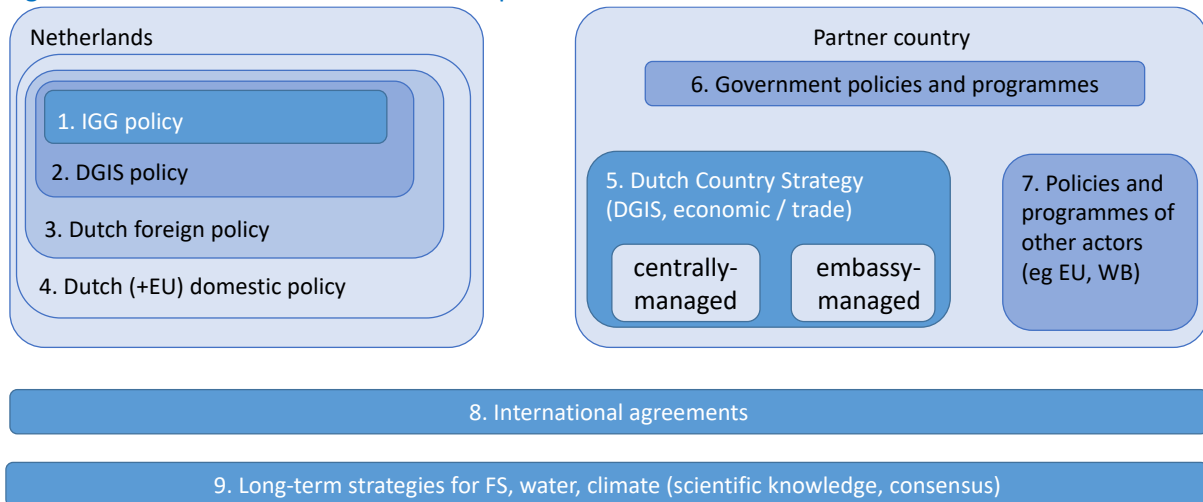 Netherlands
1. IGG policy
2. DGIS policy
3. Dutch foreign policy
4. Dutch (+EU) domestic policy
Partner country
6. Government policies and programmes
5. Dutch Country Strategy
(DGIS, economic / trade)
centrally-
managed
embassy-
managed
7. Policies and
programmes of
other actors
(eg EU, WB)
8. International agreements
9. Long-term strategies for FS, water, climate (scientific knowledge, consensus)